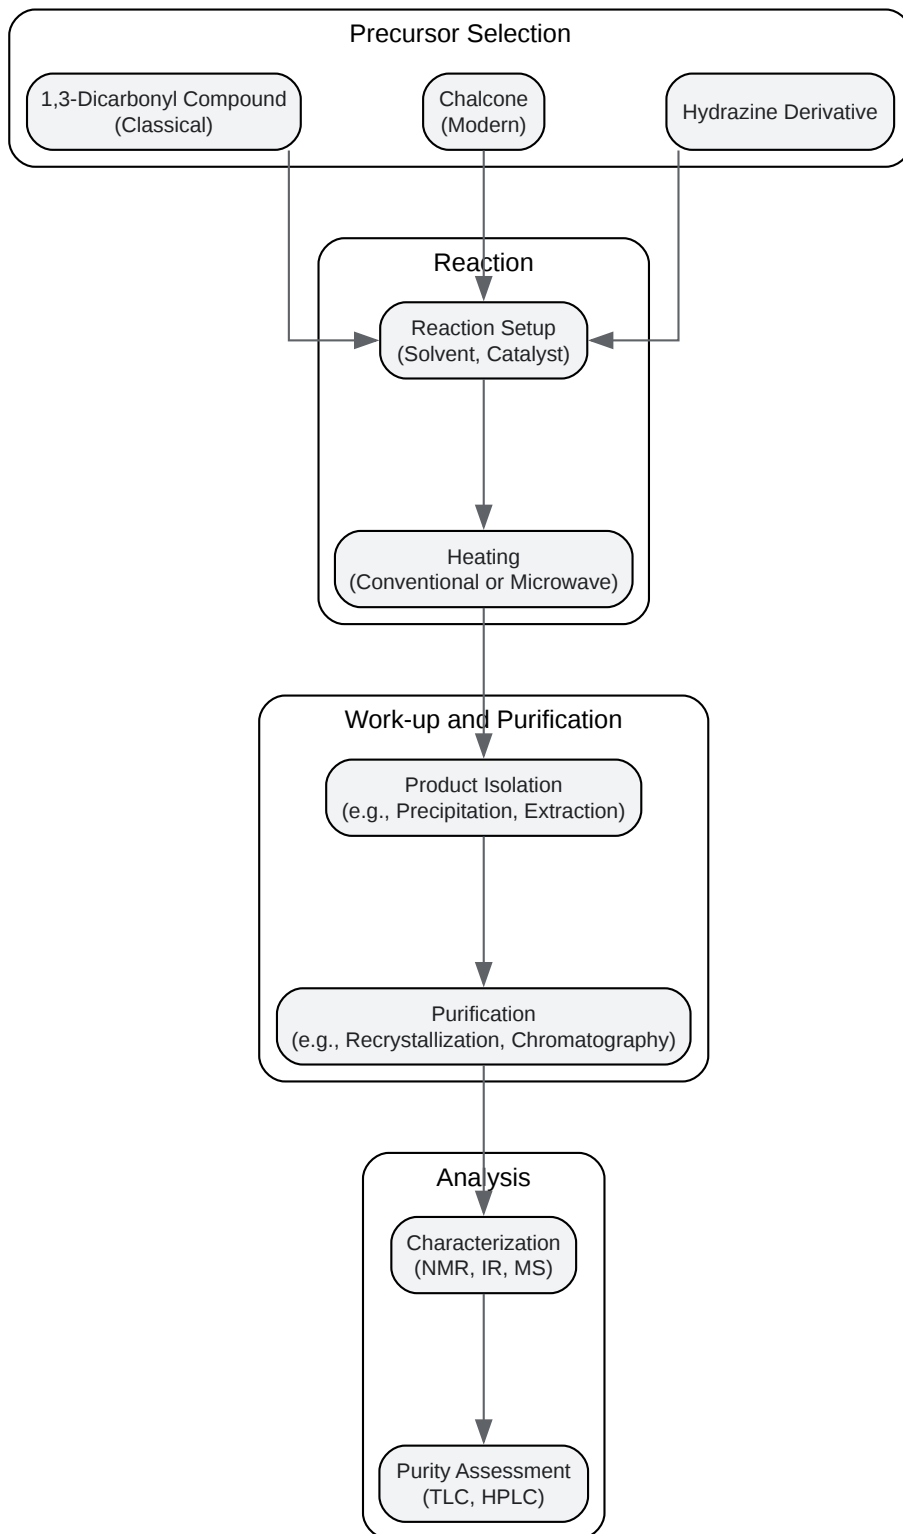 Precursor Selection
1,3-Dicarbonyl Compound
(Classical)
Chalcone
(Modern)
Hydrazine Derivative
Reaction
Reaction Setup
(Solvent, Catalyst)
Heating
(Conventional or Microwave)
Work-up and Purification
Product Isolation
(e.g., Precipitation, Extraction)
Purification
(e.g., Recrystallization, Chromatography)
Analysis
Characterization
(NMR, IR, MS)
Purity Assessment
(TLC, HPLC)